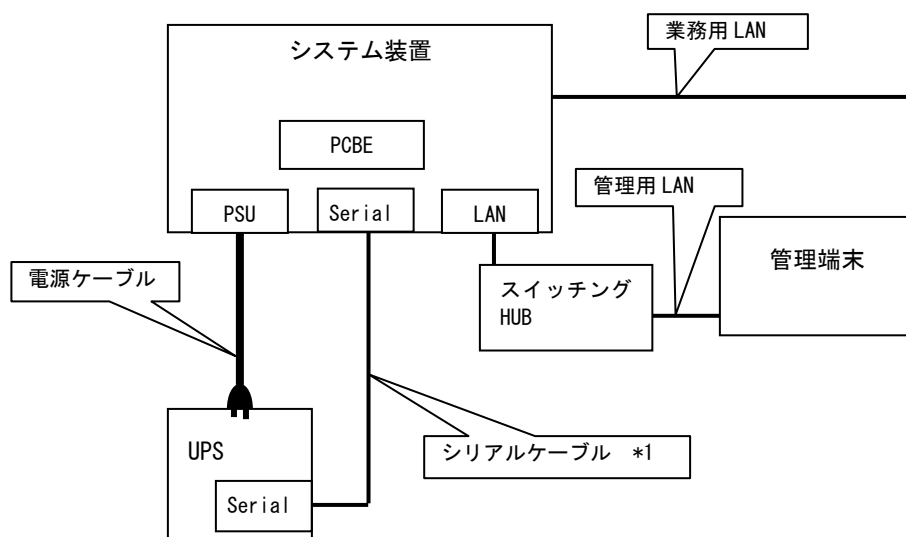 業務用 LAN
システム装置
PCBE
管理用 LAN
PSU
Serial
LAN
管理端末
電源ケーブル
スイッチング
HUB
UPS
シリアルケーブル *1
Serial